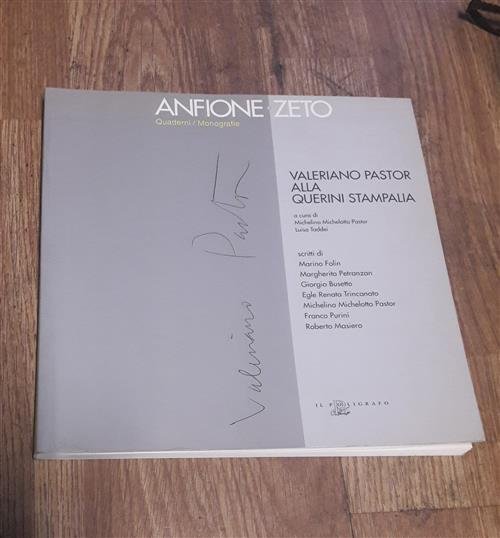 ANFIONE · ZETO
Quaderni / Monografie
VALERIANO PASTOR
ALLA
QUERINI STAMPALIA
a cura di
Michelina Michelotto Pastor
Luisa Taddei
scritti di
Marino Folin
Margherita Petranzan
Giorgio Busetto
Egle Renata Trincanato
Michelina Michelotto Pastor
Franco Purini
Roberto Masiero
Valeriano Pastor
IL POLIGRAFO